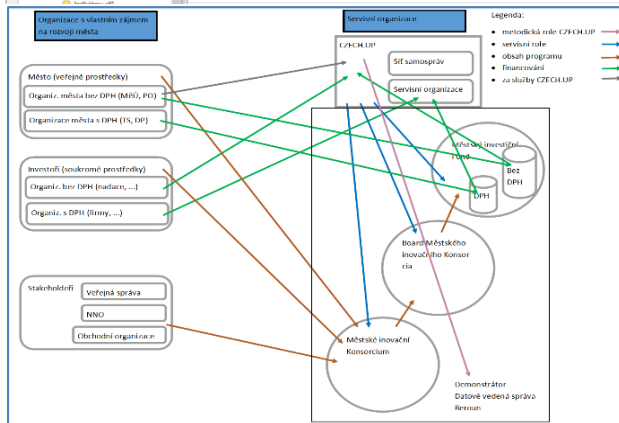 Organizace s vlastním zájmem
na rozvoji města
Servisní organizace
Legenda:
metodická role CZECH.UP
servisní role
obsah programu
financování
za služby CZECH.UP
CZECH.UP
Síť samospráv
Servisní organizace
Město (veřejné prostředky)
Organiz. města bez DPH (MěÚ, PO)
Organizace města s DPH (TS, DP)
Investoři (soukromé prostředky)
Organiz. bez DPH (nadace, ...)
Organiz. s DPH (firmy, ...)
Stakeholdeři
Veřejná správa
NNO
Obchodní organizace
Městský investiční
Fond
Bez
DPH
DPH
Board Městského
inovačního Konsor
ria
Městské inovační
Konsorcium
Demonstrátor
Datově vedená správa
Beroun